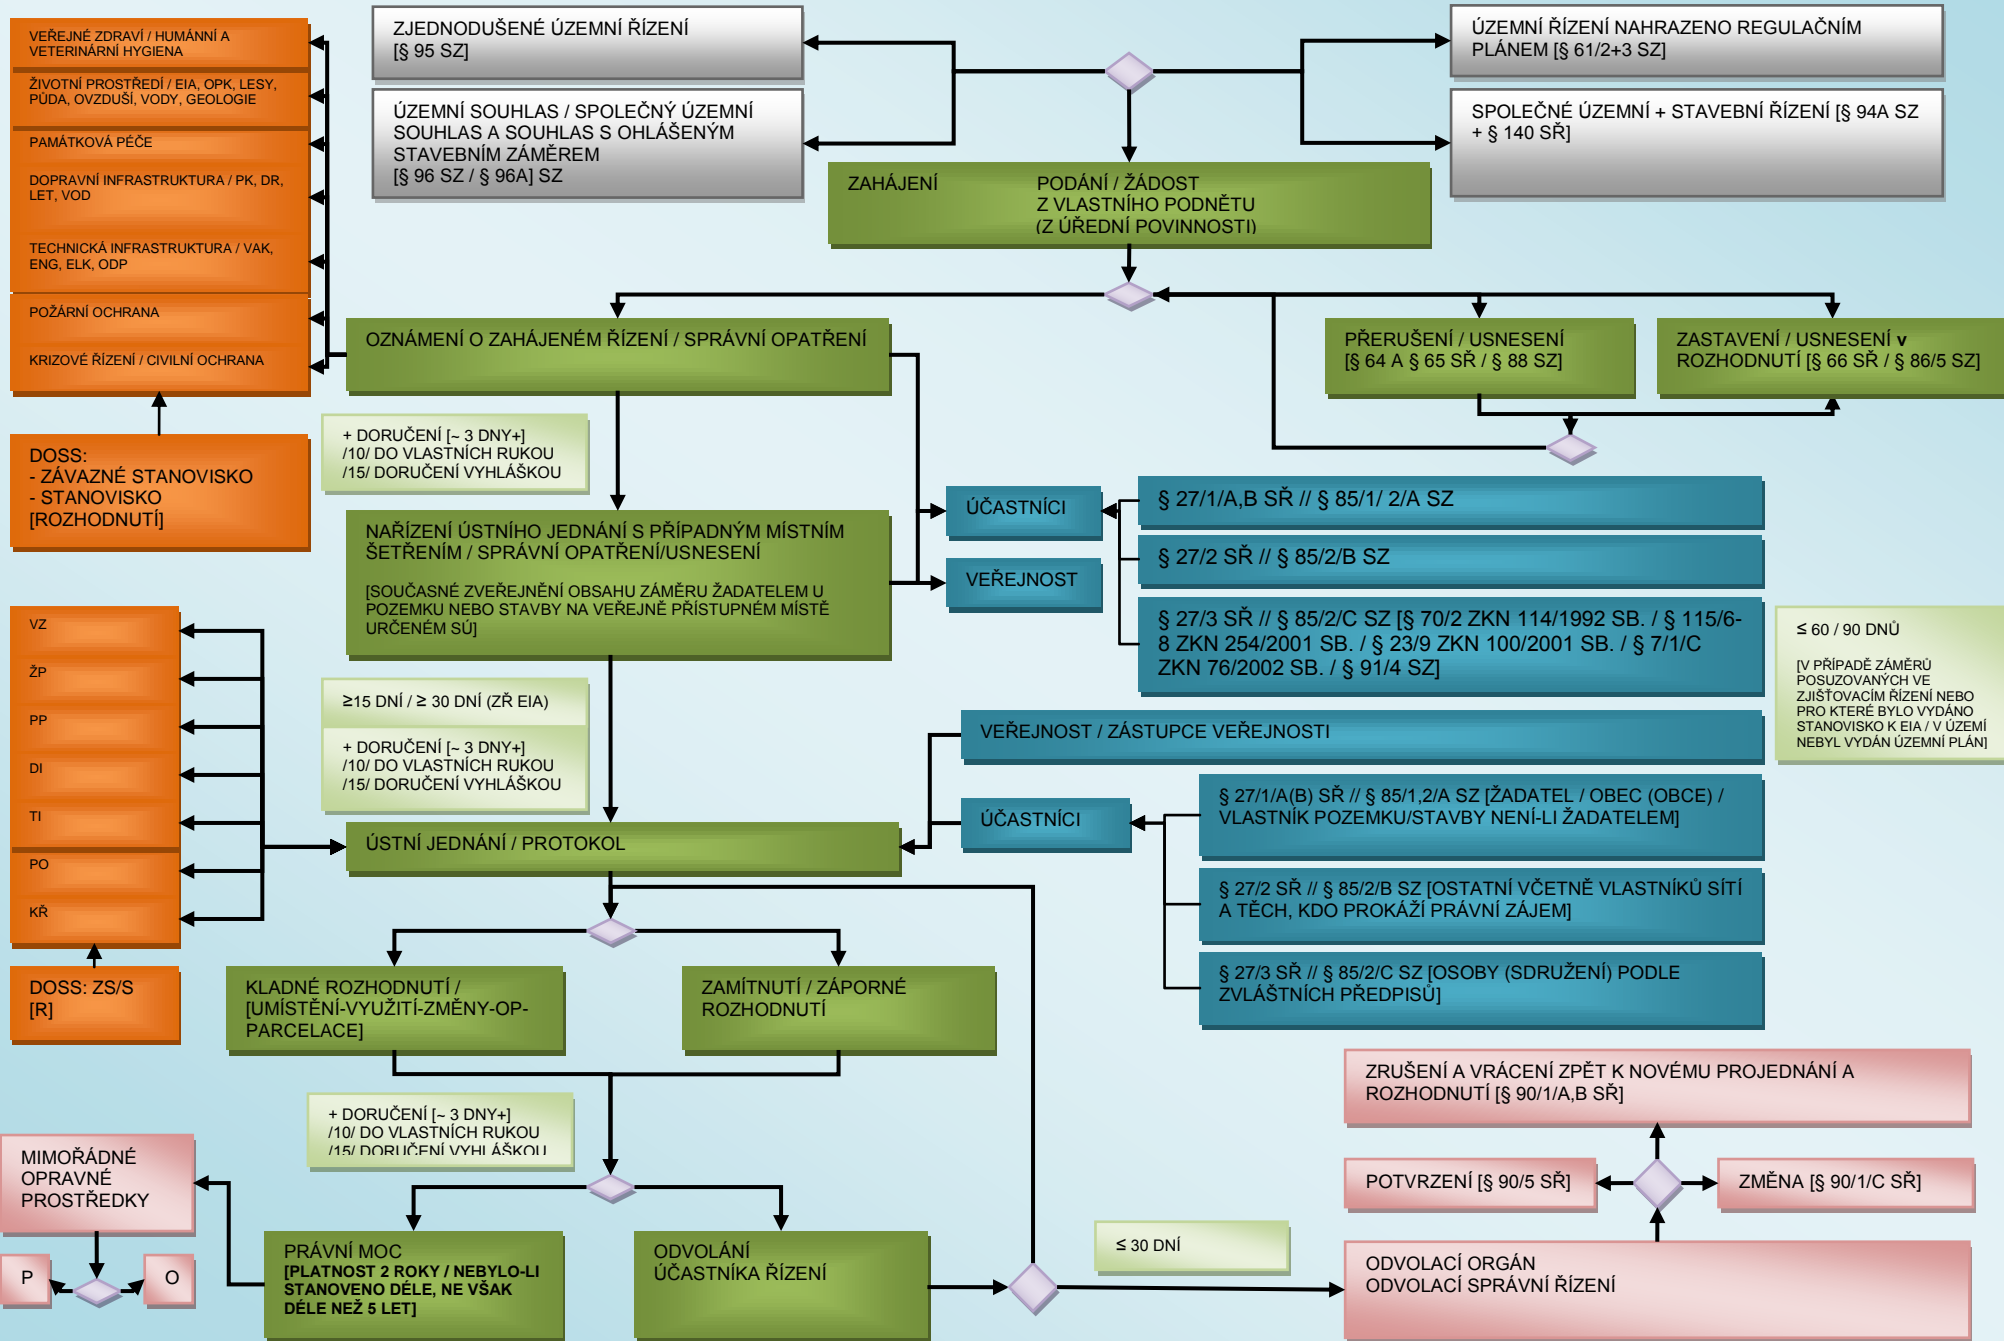 VEŘEJNÉ ZDRAVÍ / HUMÁNNÍ A
VETERINÁRNÍ HYGIENA
ŽIVOTNÍ PROSTŘEDÍ / EIA, OPK, LESY,
PŮDA, OVZDUŠÍ, VODY, GEOLOGIE
PAMÁTKOVÁ PÉČE
DOPRAVNÍ INFRASTRUKTURA / PK, DR,
LET, VOD
TECHNICKÁ INFRASTRUKTURA / VAK,
ENG, ELK, ODP
POŽÁRNÍ OCHRANA
KRIZOVÉ ŘÍZENÍ / CIVILNÍ OCHRANA
DOSS:
- ZÁVAZNÉ STANOVISKO
- STANOVISKO
[ROZHODNUTÍ]
ZJEDNODUŠENÉ ÚZEMNÍ ŘÍZENÍ
[§ 95 SZ]
ÚZEMNÍ SOUHLAS / SPOLEČNÝ ÚZEMNÍ
SOUHLAS A SOUHLAS S OHLÁŠENÝM
STAVEBNÍM ZÁMĚREM
[§ 96 SZ / § 96A] SZ
ÚZEMNÍ ŘÍZENÍ NAHRAZENO REGULAČNÍM
PLÁNEM [§ 61/2+3 SZ]
SPOLEČNÉ ÚZEMNÍ + STAVEBNÍ ŘÍZENÍ [§ 94A SZ
+ § 140 SŘ]
ZAHÁJENÍ PODÁNÍ / ŽÁDOST
Z VLASTNÍHO PODNĚTU
(Z ÚŘEDNÍ POVINNOSTI)
OZNÁMENÍ O ZAHÁJENÉM ŘÍZENÍ / SPRÁVNÍ OPATŘENÍ
PŘERUŠENÍ / USNESENÍ
[§ 64 A § 65 SŘ / § 88 SZ]
ZASTAVENÍ / USNESENÍ v
ROZHODNUTÍ [§ 66 SŘ / § 86/5 SZ]
+ DORUČENÍ [~ 3 DNY+]
/10/ DO VLASTNÍCH RUKOU
/15/ DORUČENÍ VYHLÁŠKOU
NAŘÍZENÍ ÚSTNÍHO JEDNÁNÍ S PŘÍPADNÝM MÍSTNÍM
ŠETŘENÍM / SPRÁVNÍ OPATŘENÍ/USNESENÍ
[SOUČASNÉ ZVEŘEJNĚNÍ OBSAHU ZÁMĚRU ŽADATELEM U
POZEMKU NEBO STAVBY NA VEŘEJNĚ PŘÍSTUPNÉM MÍSTĚ
URČENÉM SÚ]
ÚČASTNÍCI
VEŘEJNOST
§ 27/1/A,B SŘ // § 85/1/ 2/A SZ
§ 27/2 SŘ // § 85/2/B SZ
§ 27/3 SŘ // § 85/2/C SZ [§ 70/2 ZKN 114/1992 SB. / § 115/6-
8 ZKN 254/2001 SB. / § 23/9 ZKN 100/2001 SB. / § 7/1/C
ZKN 76/2002 SB. / § 91/4 SZ]
≤ 60 / 90 DNŮ
[V PŘÍPADĚ ZÁMĚRŮ
POSUZOVANÝCH VE
ZJIŠŤOVACÍM ŘÍZENÍ NEBO
PRO KTERÉ BYLO VYDÁNO
STANOVISKO K EIA / V ÚZEMÍ
NEBYL VYDÁN ÚZEMNÍ PLÁN]
VZ
ŽP
PP
DI
TI
PO
KŘ
DOSS: ZS/S
[R]
≥15 DNÍ / ≥ 30 DNÍ (ZŘ EIA)
+ DORUČENÍ [~ 3 DNY+]
/10/ DO VLASTNÍCH RUKOU
/15/ DORUČENÍ VYHLÁŠKOU
ÚSTNÍ JEDNÁNÍ / PROTOKOL
VEŘEJNOST / ZÁSTUPCE VEŘEJNOSTI
ÚČASTNÍCI
§ 27/1/A(B) SŘ // § 85/1,2/A SZ [ŽADATEL / OBEC (OBCE) /
VLASTNÍK POZEMKU/STAVBY NENÍ-LI ŽADATELEM]
§ 27/2 SŘ // § 85/2/B SZ [OSTATNÍ VČETNĚ VLASTNÍKŮ SÍTÍ
A TĚCH, KDO PROKÁŽÍ PRÁVNÍ ZÁJEM]
§ 27/3 SŘ // § 85/2/C SZ [OSOBY (SDRUŽENÍ) PODLE
ZVLÁŠTNÍCH PŘEDPISŮ]
KLADNÉ ROZHODNUTÍ /
[UMÍSTĚNÍ-VYUŽITÍ-ZMĚNY-OP-
PARCELACE]
ZAMÍTNUTÍ / ZÁPORNÉ
ROZHODNUTÍ
+ DORUČENÍ [~ 3 DNY+]
/10/ DO VLASTNÍCH RUKOU
/15/ DORUČENÍ VYHLÁŠKOU
MIMOŘÁDNÉ
OPRAVNÉ
PROSTŘEDKY
P
O
PRÁVNÍ MOC
[PLATNOST 2 ROKY / NEBYLO-LI
STANOVENO DÉLE, NE VŠAK
DÉLE NEŽ 5 LET]
ODVOLÁNÍ
ÚČASTNÍKA ŘÍZENÍ
≤ 30 DNÍ
ZRUŠENÍ A VRÁCENÍ ZPĚT K NOVÉMU PROJEDNÁNÍ A
ROZHODNUTÍ [§ 90/1/A,B SŘ]
POTVRZENÍ [§ 90/5 SŘ]
ZMĚNA [§ 90/1/C SŘ]
ODVOLACÍ ORGÁN
ODVOLACÍ SPRÁVNÍ ŘÍZENÍ